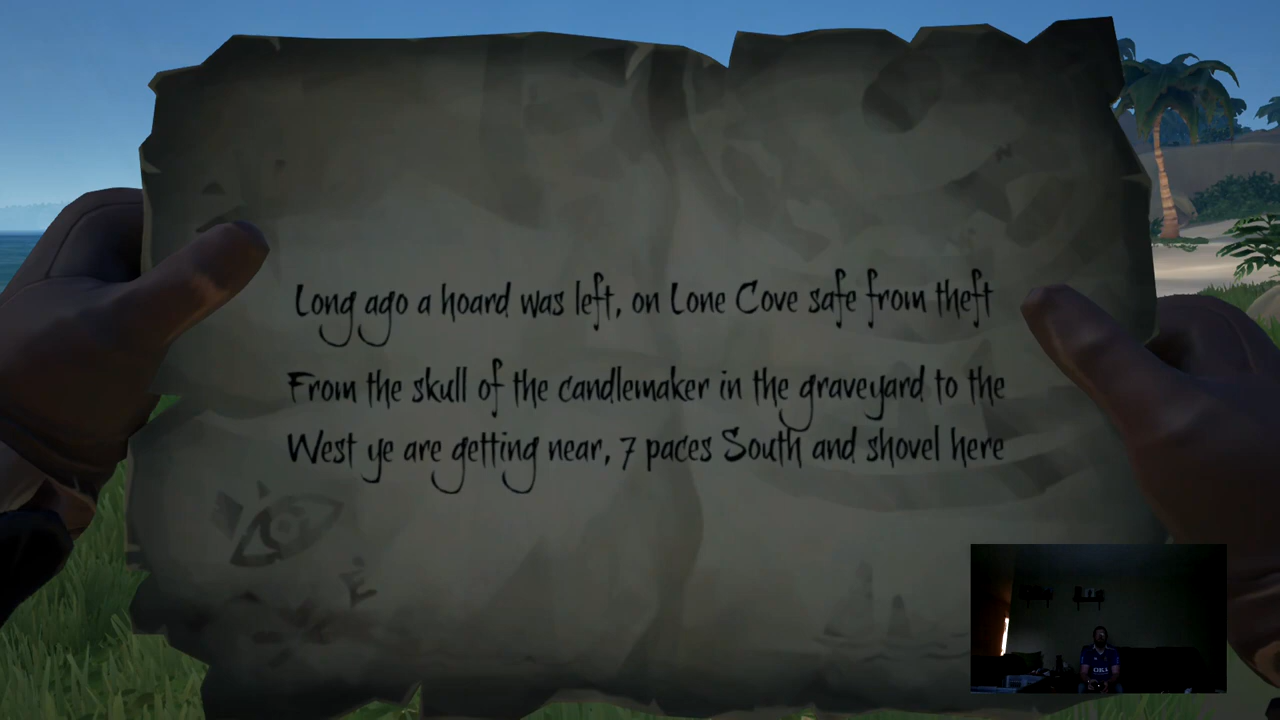 Long ago a hoard was left, on Lone Cove safe from theft
From the skull of the candlemaker in the graveyard to the
West ye are getting near, 7 paces South and shovel here